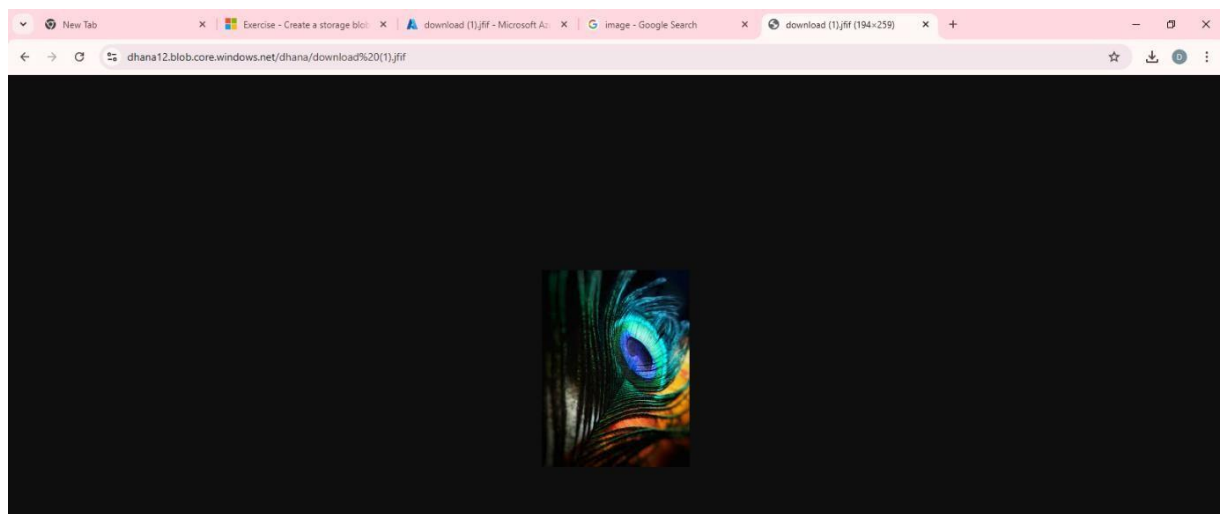 New Tab
Exercise - Create a storage blob
download (1).jfif - Microsoft Az
image - Google Search
download (1).jfif (194×259)
dhana12.blob.core.windows.net/dhana/download%20(1).jfif
D